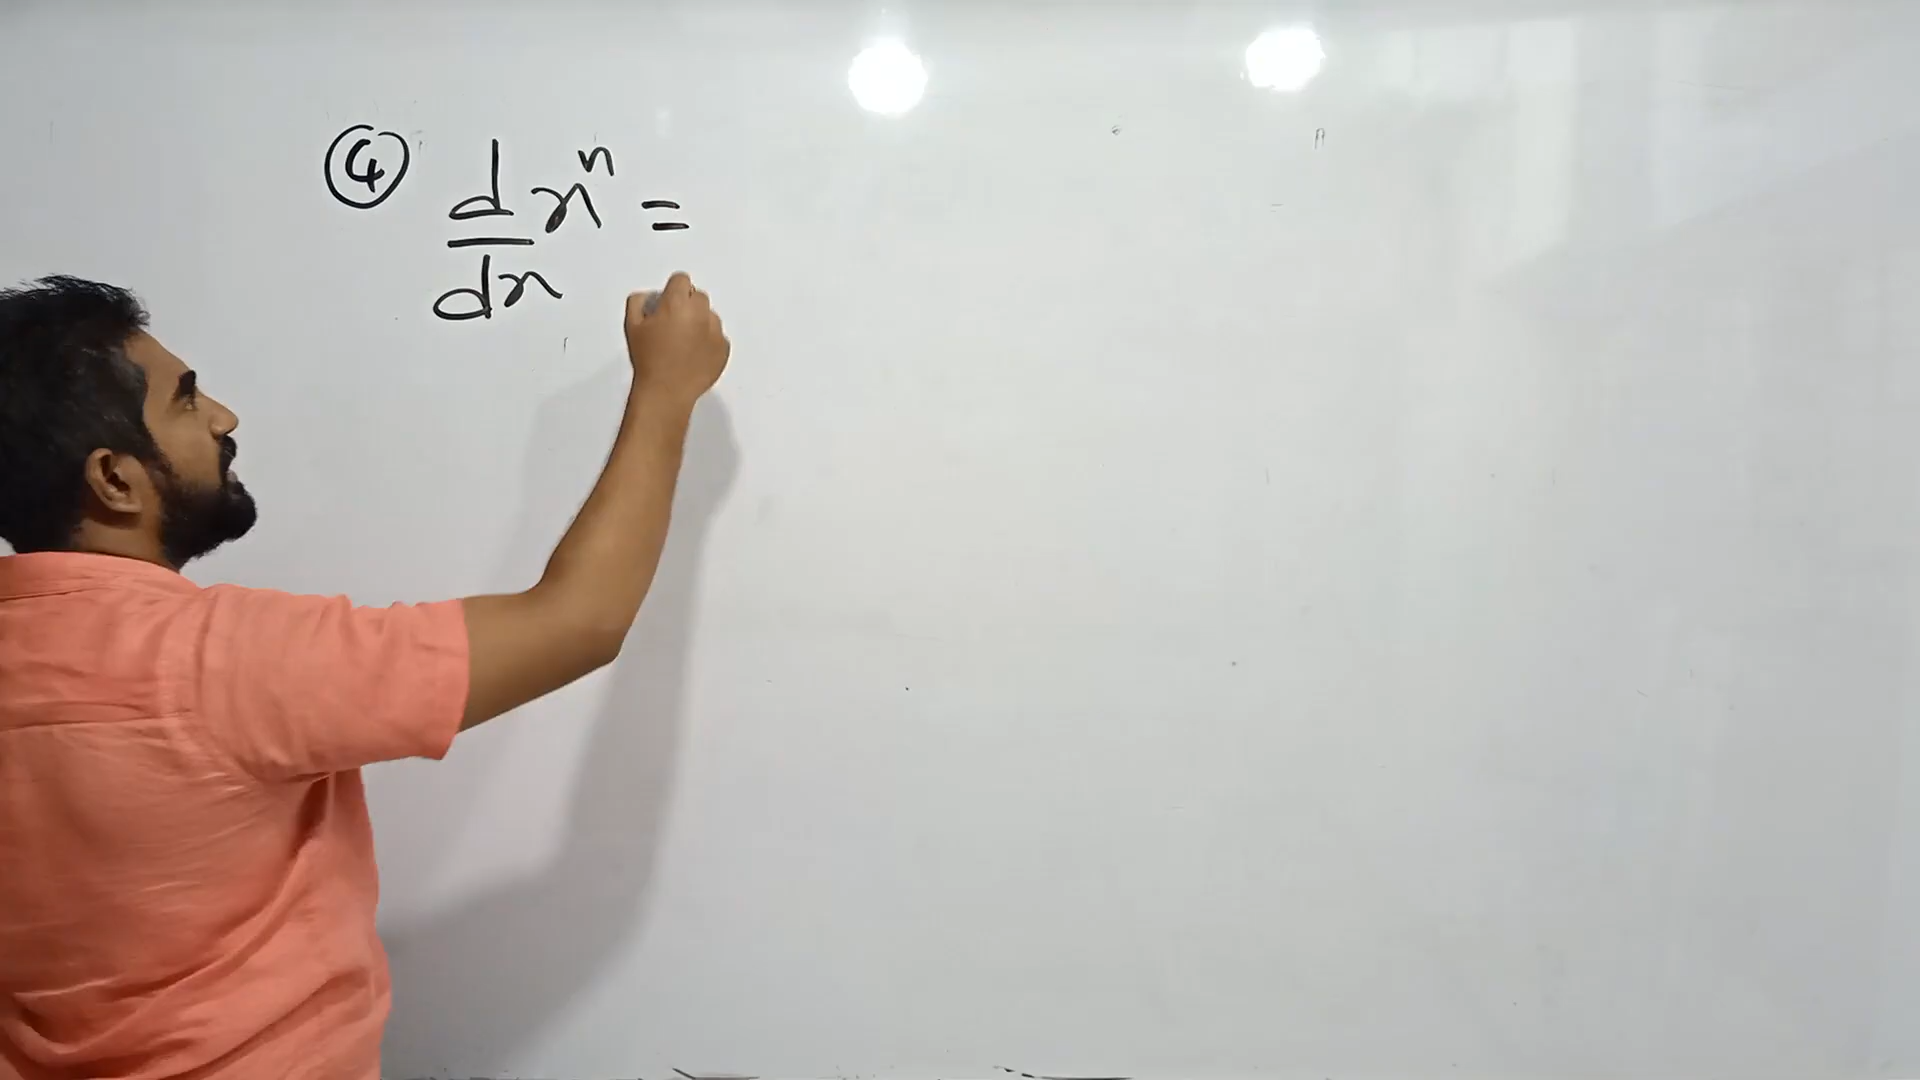 ④ d/dx xⁿ =